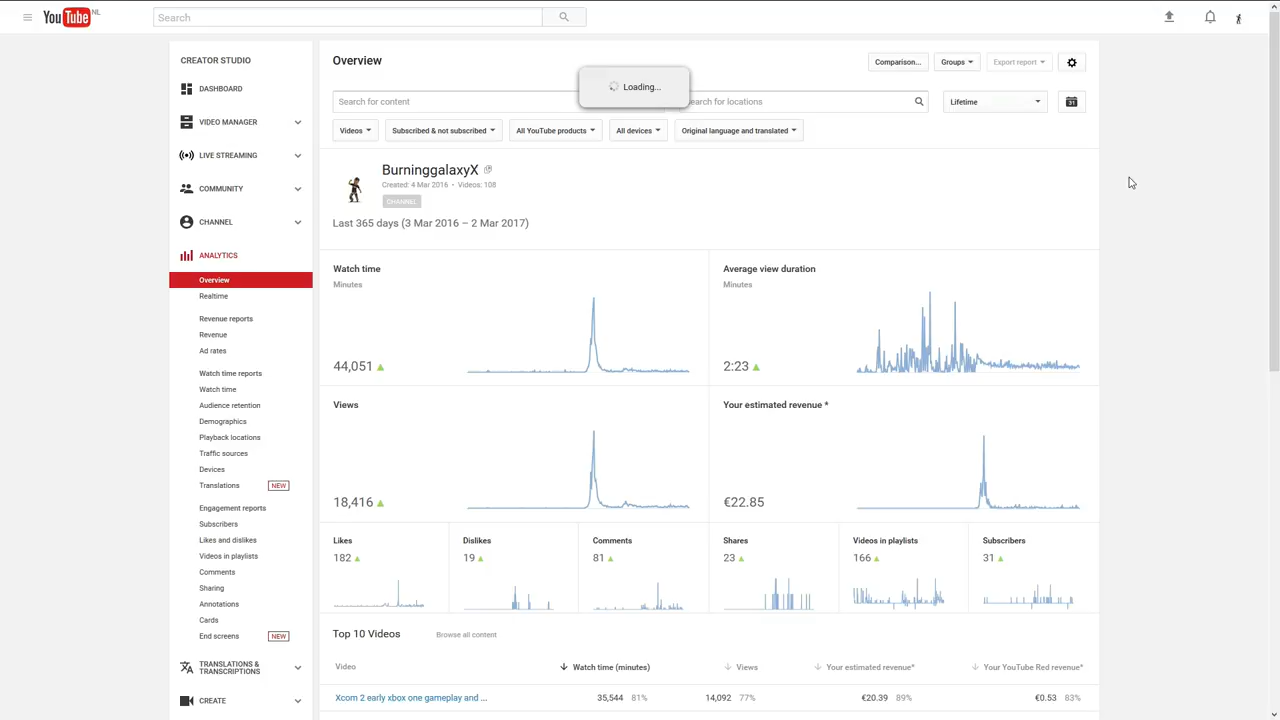 YouTube NL
Search
CREATOR STUDIO
DASHBOARD
VIDEO MANAGER
LIVE STREAMING
COMMUNITY
CHANNEL
ANALYTICS
Overview
Realtime
Revenue reports
Revenue
Ad rates
Watch time reports
Watch time
Audience retention
Demographics
Playback locations
Traffic sources
Devices
Translations NEW
Engagement reports
Subscribers
Likes and dislikes
Videos in playlists
Comments
Sharing
Annotations
Cards
End screens NEW
TRANSLATIONS &
TRANSCRIPTIONS
CREATE
Overview
Comparison... Groups Export report
Loading...
Search for content earch for locations Lifetime 31
Videos Subscribed & not subscribed All YouTube products All devices Original language and translated
BurninggalaxyX
Created: 4 Mar 2016 • Videos: 108
CHANNEL
Last 365 days (3 Mar 2016 – 2 Mar 2017)
Watch time
Minutes
44,051
Average view duration
Minutes
2:23
Views
18,416
Your estimated revenue *
€22.85
Likes Dislikes Comments Shares Videos in playlists Subscribers
182 19 81 23 166 31
Top 10 Videos Browse all content
Video Watch time (minutes) Views Your estimated revenue* Your YouTube Red revenue*
Xcom 2 early xbox one gameplay and ... 35,544 81% 14,092 77% €20.39 89% €0.53 83%